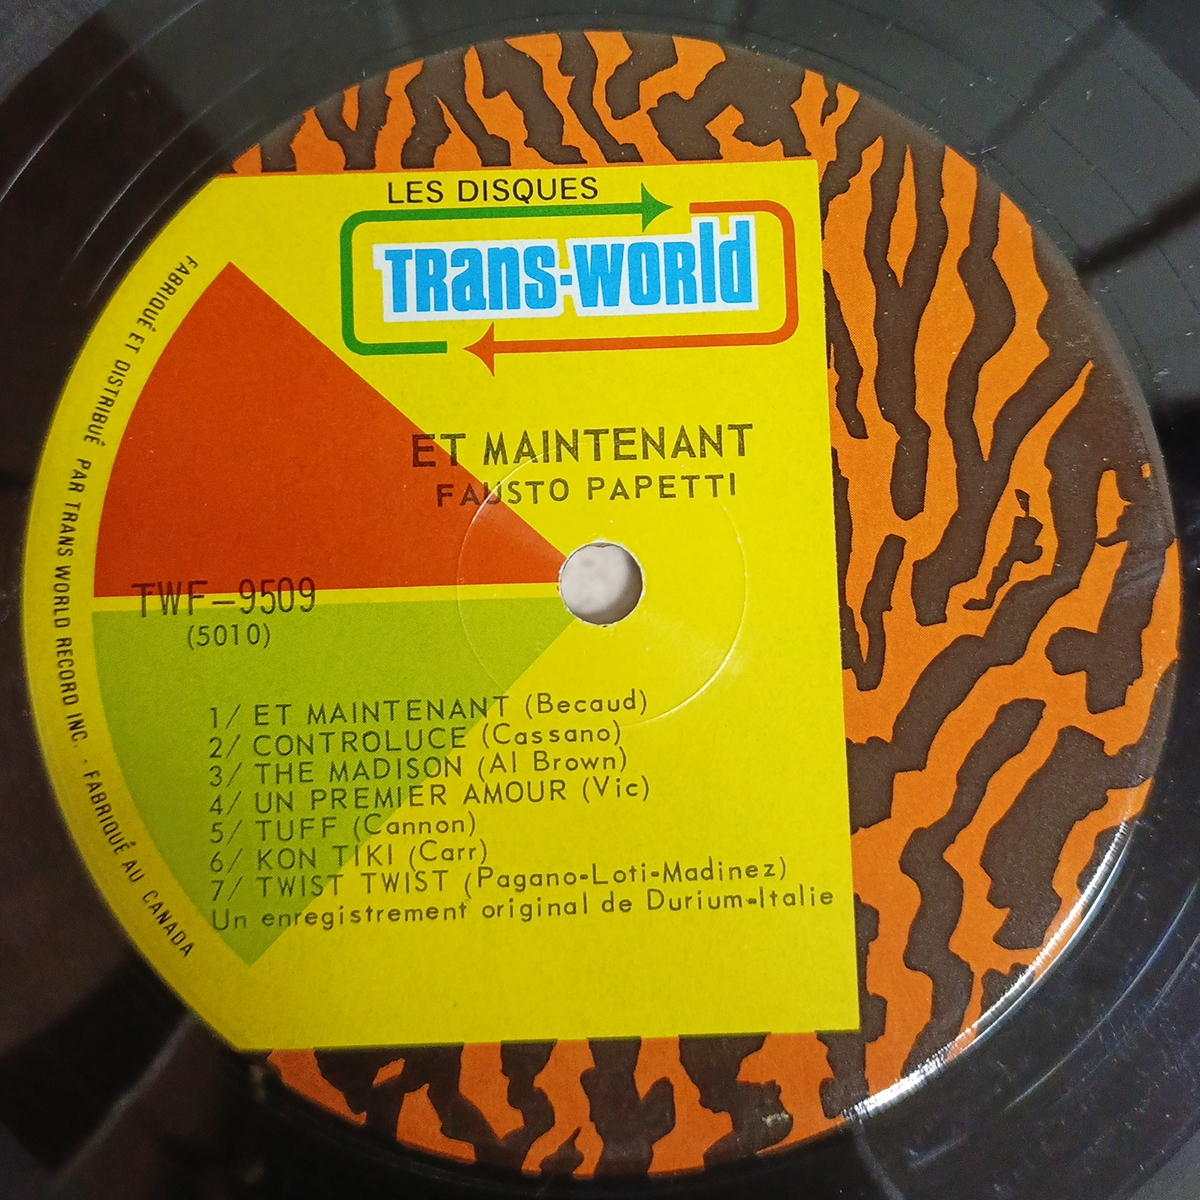 LES DISQUES
TRans-WORld
ET MAINTENANT
FAUSTO PAPETTI
TWF-9509
(5010)
1/ ET MAINTENANT (Becaud)
2/ CONTROLUCE (Cassano)
3/ THE MADISON (Al Brown)
4/ UN PREMIER AMOUR (Vic)
5/ TUFF (Cannon)
6/ KON TIKI (Carr)
7/ TWIST TWIST (Pagano-Loti-Madinez)
Un enregistrement original de Durium-Italie
FABRIQUÉ ET DISTRIBUÉ PAR TRANS WORLD RECORD INC. · FABRIQUÉ AU CANADA